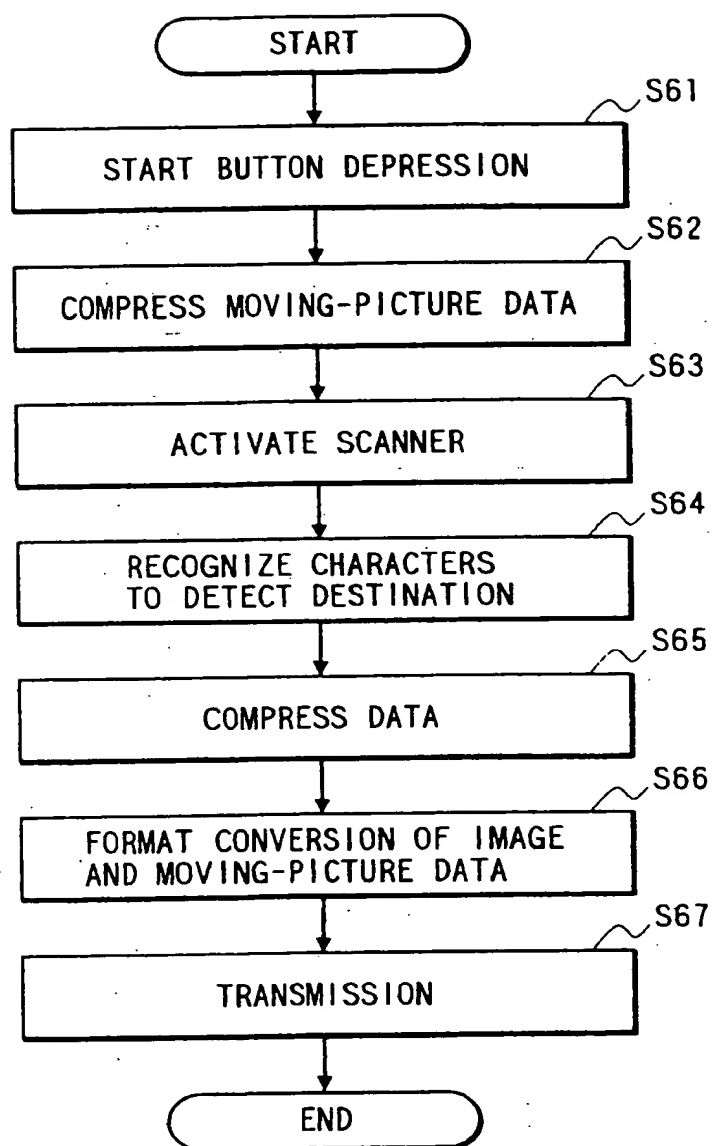 START
S61
START BUTTON DEPRESSION
S62
COMPRESS MOVING-PICTURE DATA
S63
ACTIVATE SCANNER
S64
RECOGNIZE CHARACTERS
TO DETECT DESTINATION
S65
COMPRESS DATA
S66
FORMAT CONVERSION OF IMAGE
AND MOVING-PICTURE DATA
S67
TRANSMISSION
END